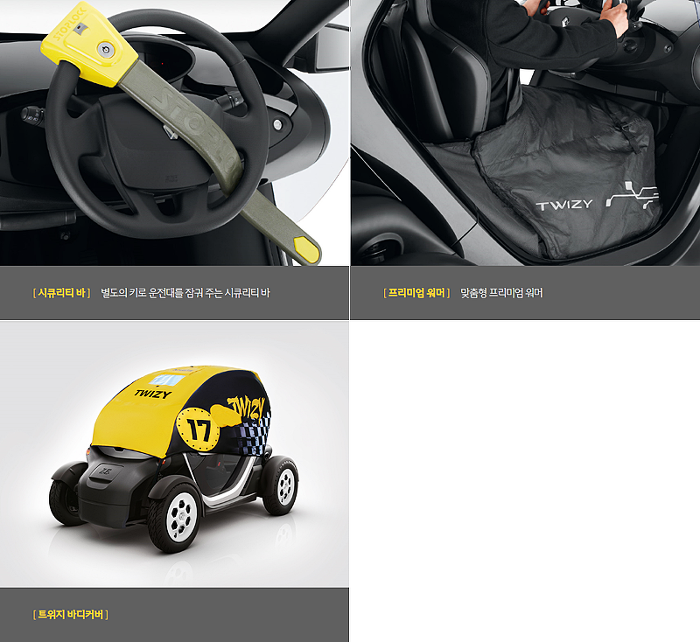 STOPLOCK
STOPL
[ 시큐리티 바 ] 별도의 키로 운전대를 잠궈 주는 시큐리티 바
TWIZY
[ 프리미엄 워머 ] 맞춤형 프리미엄 워머
TWIZY
TWIZY
17
[ 트위지 바디커버 ]